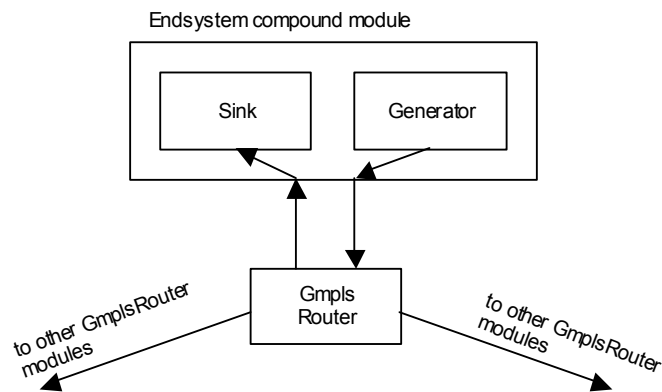 Endsystem compound module
Sink
Generator
Gmpls
Router
to other GmplsRouter
modules
to other GmplsRouter
modules